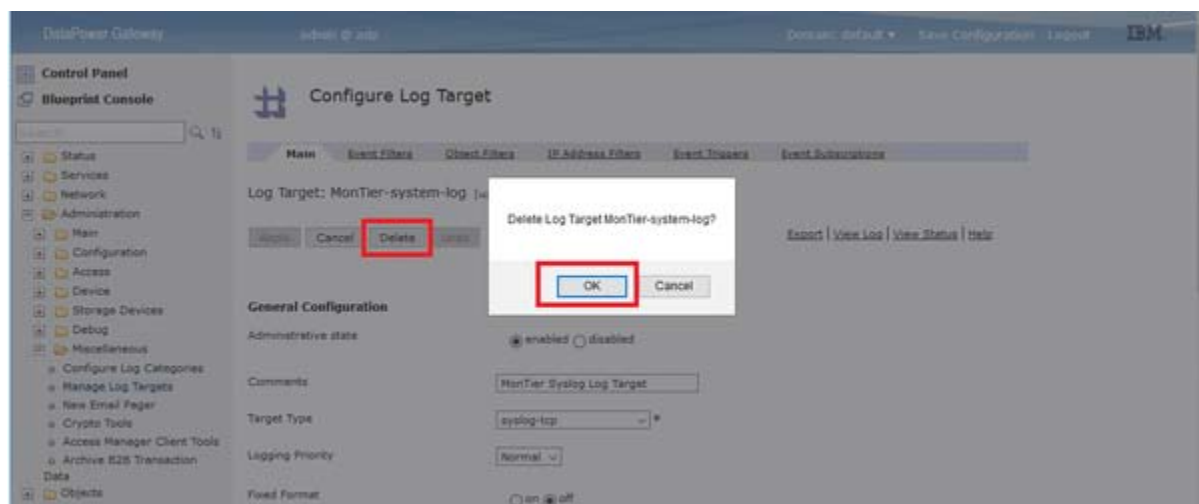 DataPower Gateway
Domain: default Save Configuration Logout
IBM
Control Panel
Blueprint Console
Search
Status
Services
Network
Administration
Main
Configuration
Access
Device
Storage Devices
Debug
Miscellaneous
Configure Log Categories
Manage Log Targets
New Email Pager
Crypto Tools
Access Manager Client Tools
Archive B2B Transaction
Data
Objects
Configure Log Target
Main Event Filters Object Filters IP Address Filters Event Triggers Event Subscriptions
Log Target: MonTier-system-log
Apply Cancel Delete Undo
Export | View Log | View Status | Help
Delete Log Target MonTier-system-log?
OK Cancel
General Configuration
Administrative state
enabled disabled
Comments
MonTier Syslog Log Target
Target Type
syslog-tcp *
Logging Priority
Normal
Fixed Format
on off